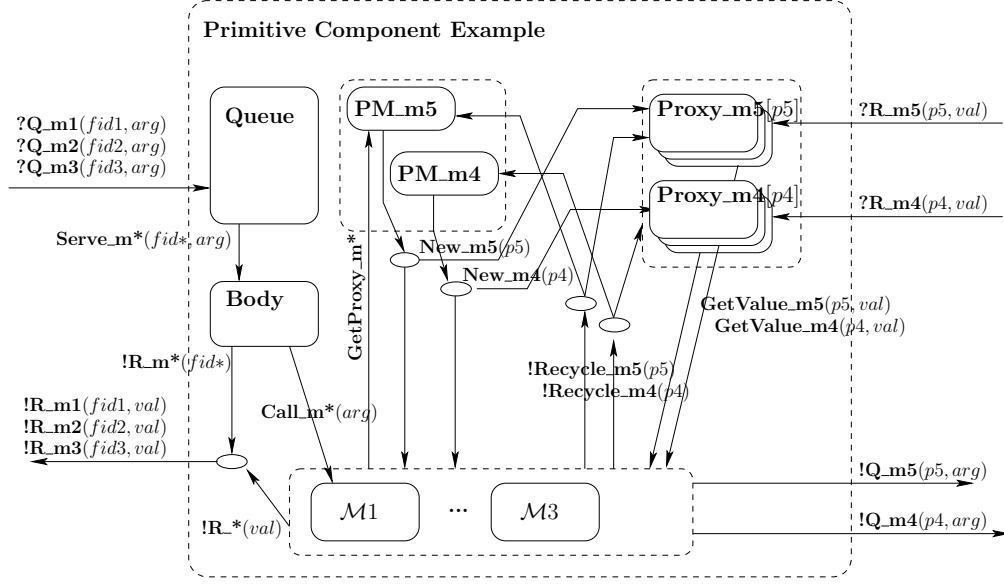 Primitive Component Example
?Q_m1(fid1, arg)
?Q_m2(fid2, arg)
?Q_m3(fid3, arg)
Queue
PM_m5
PM_m4
Proxy_m5[p5]
Proxy_m4[p4]
?R_m5(p5, val)
?R_m4(p4, val)
Serve_m*(fid*, arg)
New_m5(p5)
New_m4(p4)
GetProxy_m*
Body
GetValue_m5(p5, val)
GetValue_m4(p4, val)
!R_m*(fid*)
!Recycle_m5(p5)
!Recycle_m4(p4)
Call_m*(arg)
!R_m1(fid1, val)
!R_m2(fid2, val)
!R_m3(fid3, val)
!Q_m5(p5, arg)
!Q_m4(p4, arg)
ℳ1 ... ℳ3
!R_*(val)